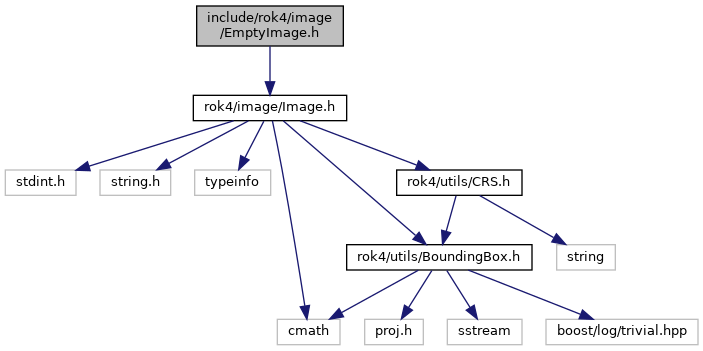 include/rok4/image
/EmptyImage.h
rok4/image/Image.h
stdint.h
string.h
typeinfo
rok4/utils/CRS.h
rok4/utils/BoundingBox.h
string
cmath
proj.h
sstream
boost/log/trivial.hpp